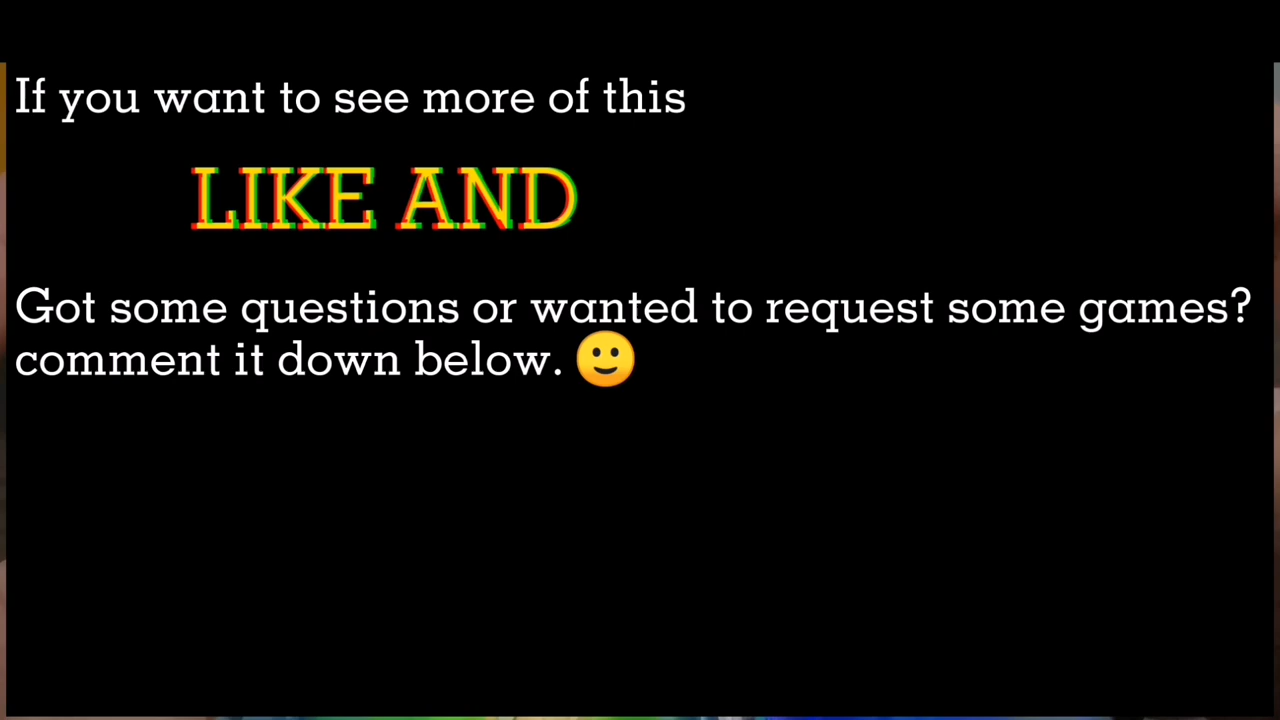 If you want to see more of this
LIKE AND
Got some questions or wanted to request some games?
comment it down below. 🙂